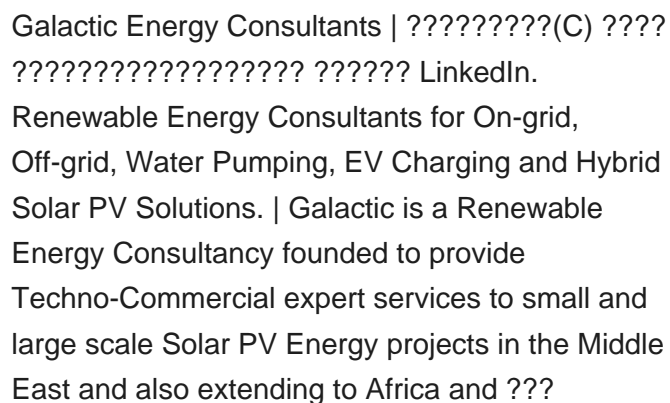 Galactic Energy Consultants | ?????????(C) ????
?????????????????? ?????? LinkedIn.
Renewable Energy Consultants for On-grid,
Off-grid, Water Pumping, EV Charging and Hybrid
Solar PV Solutions. | Galactic is a Renewable
Energy Consultancy founded to provide
Techno-Commercial expert services to small and
large scale Solar PV Energy projects in the Middle
East and also extending to Africa and ???